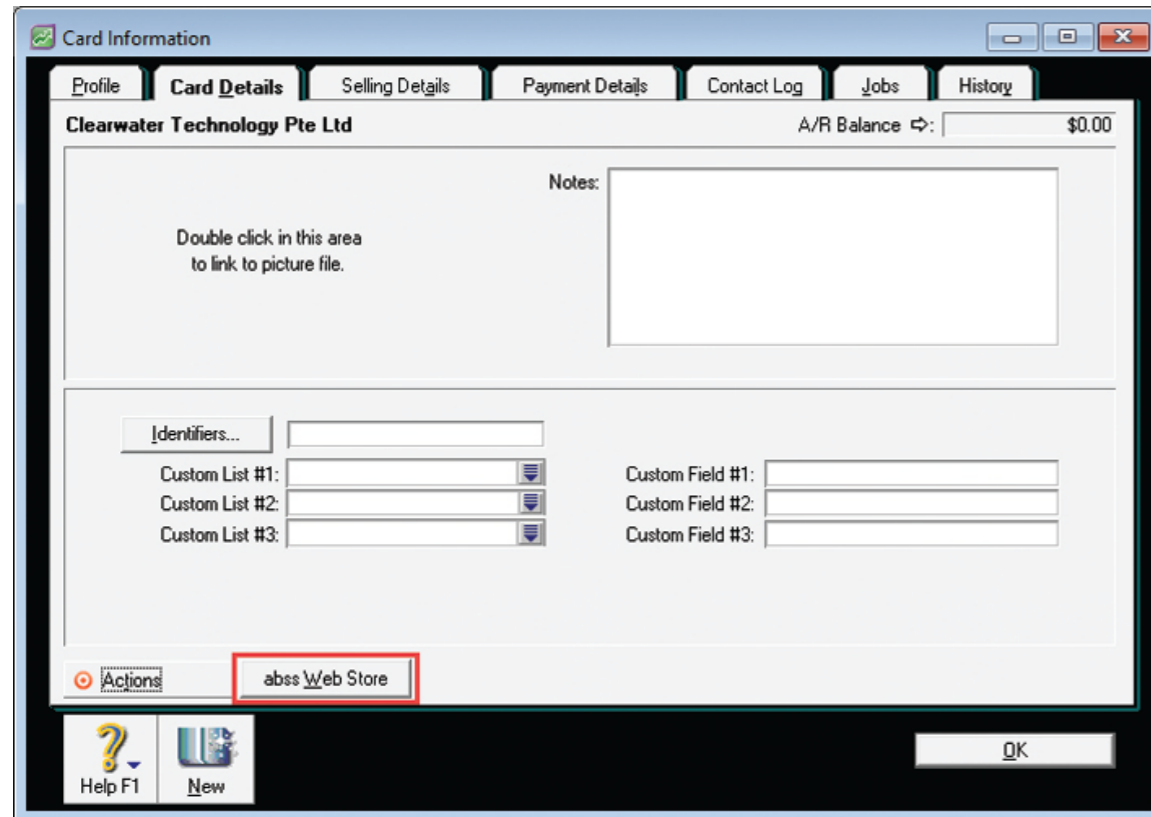 Card Information
Profile Card Details Selling Details Payment Details Contact Log Jobs History
Clearwater Technology Pte Ltd A/R Balance ⇨: $0.00
Notes:
Double click in this area
to link to picture file.
Identifiers...
Custom List #1: Custom Field #1:
Custom List #2: Custom Field #2:
Custom List #3: Custom Field #3:
Actions abss Web Store
Help F1 New OK